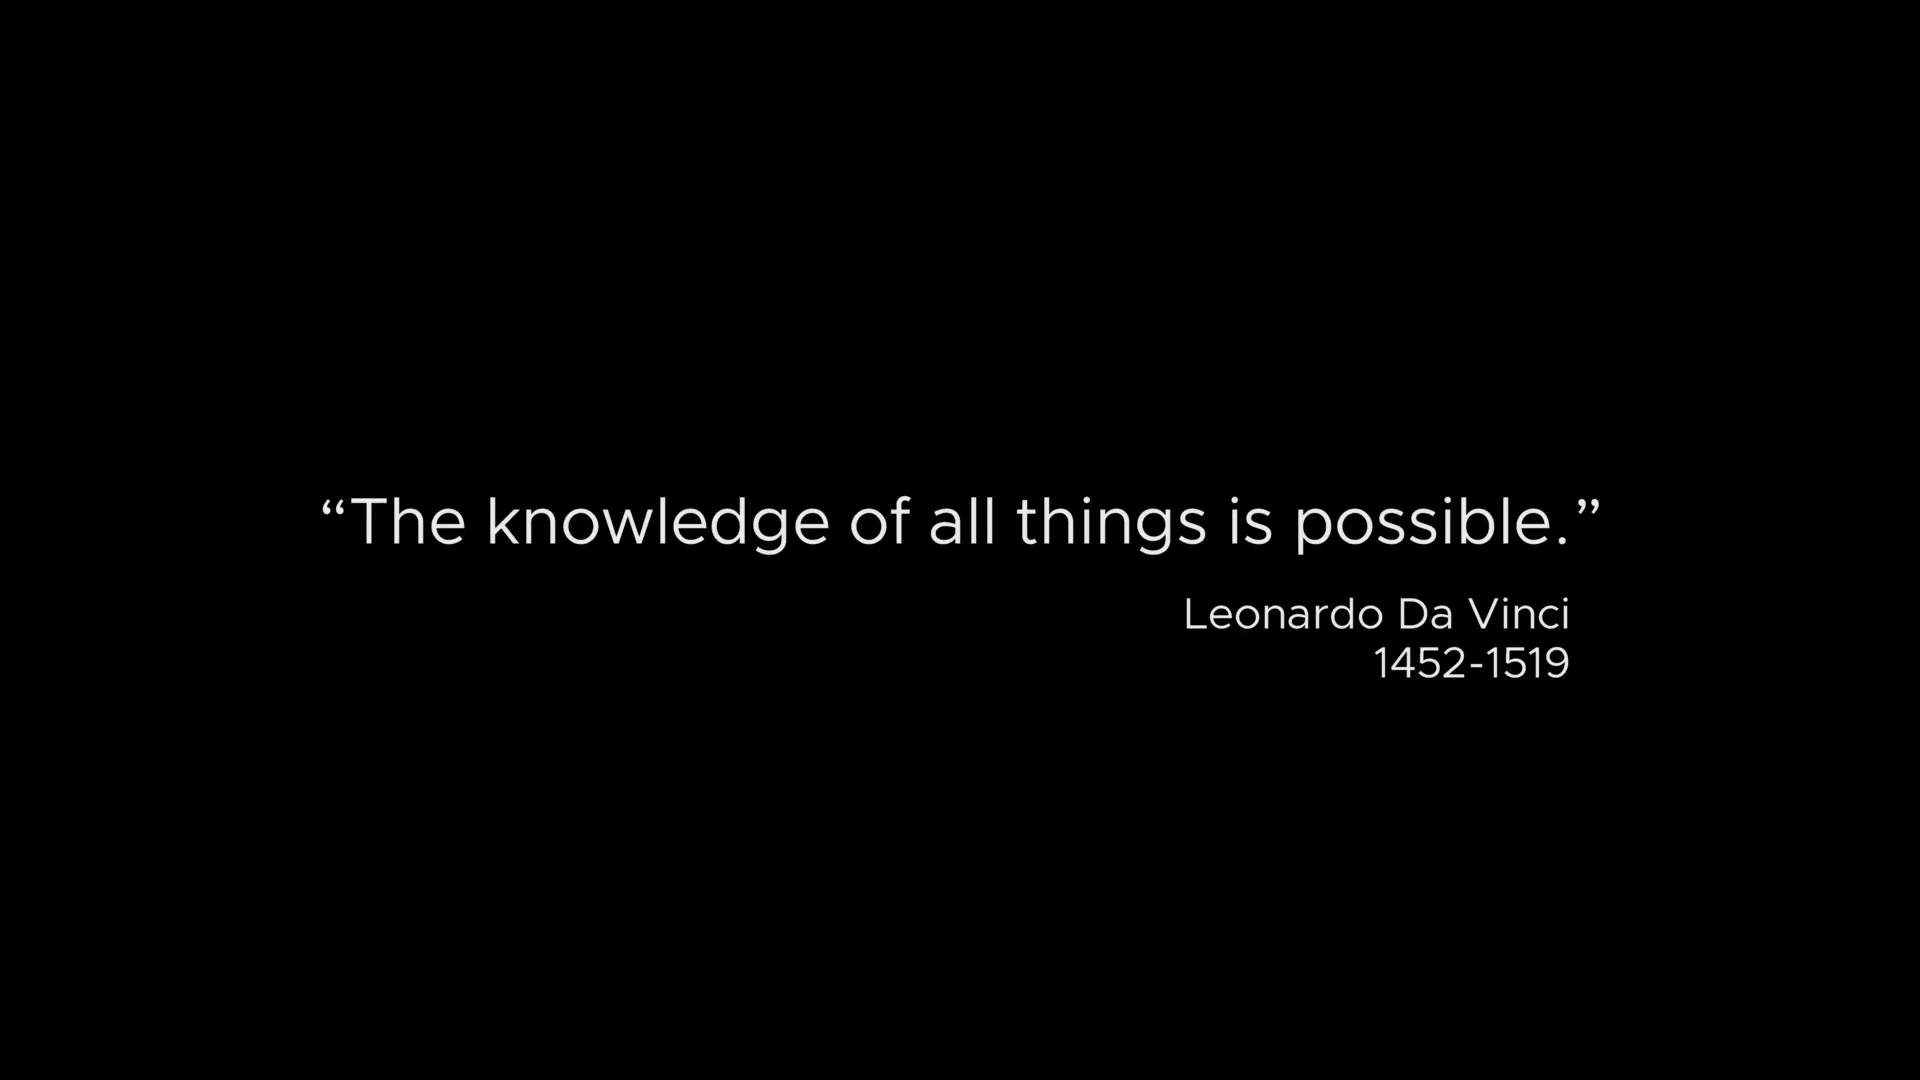 “The knowledge of all things is possible.”
Leonardo Da Vinci
1452-1519